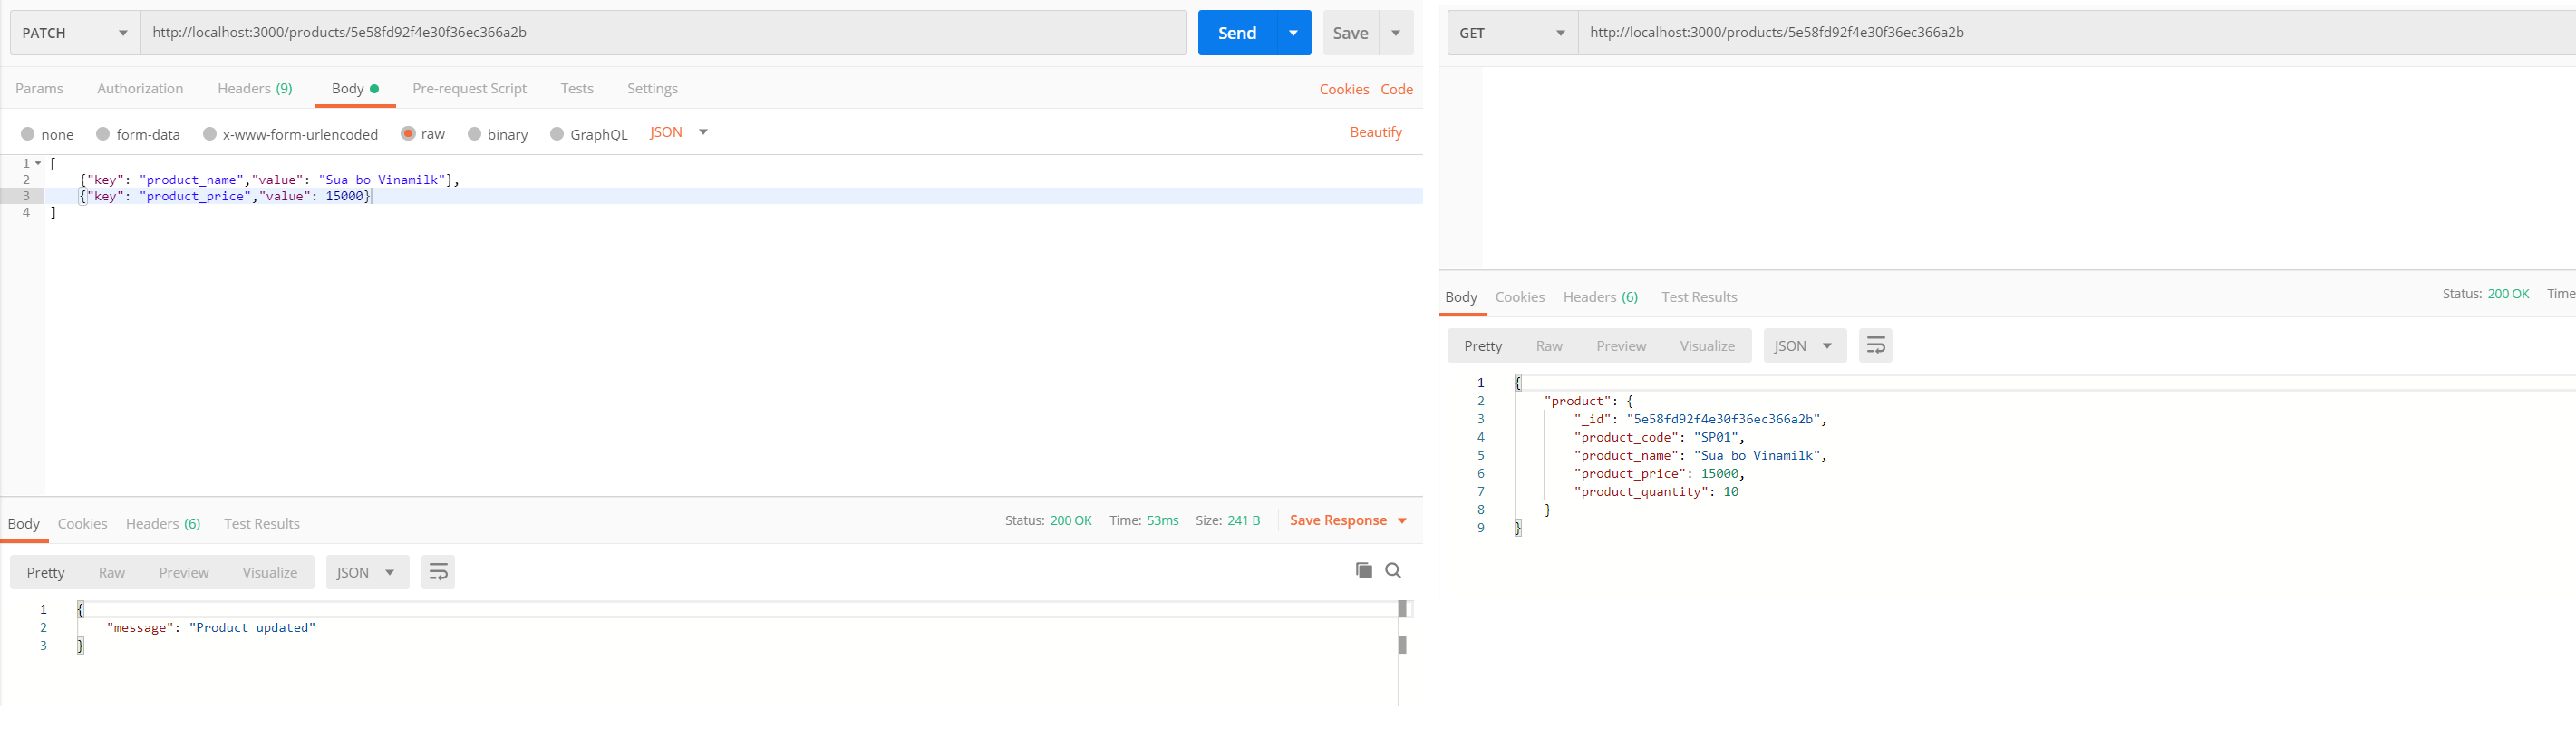 PATCH http://localhost:3000/products/5e58fd92f4e30f36ec366a2b Send Save
Params Authorization Headers (9) Body Pre-request Script Tests Settings Cookies Code
none form-data x-www-form-urlencoded raw binary GraphQL JSON Beautify
1 [
2 {"key": "product_name","value": "Sua bo Vinamilk"},
3 {"key": "product_price","value": 15000}
4 ]
Body Cookies Headers (6) Test Results Status: 200 OK Time: 53ms Size: 241 B Save Response
Pretty Raw Preview Visualize JSON
1 {
2 "message": "Product updated"
3 }
GET http://localhost:3000/products/5e58fd92f4e30f36ec366a2b
Body Cookies Headers (6) Test Results Status: 200 OK Time
Pretty Raw Preview Visualize JSON
1 {
2 "product": {
3 "_id": "5e58fd92f4e30f36ec366a2b",
4 "product_code": "SP01",
5 "product_name": "Sua bo Vinamilk",
6 "product_price": 15000,
7 "product_quantity": 10
8 }
9 }